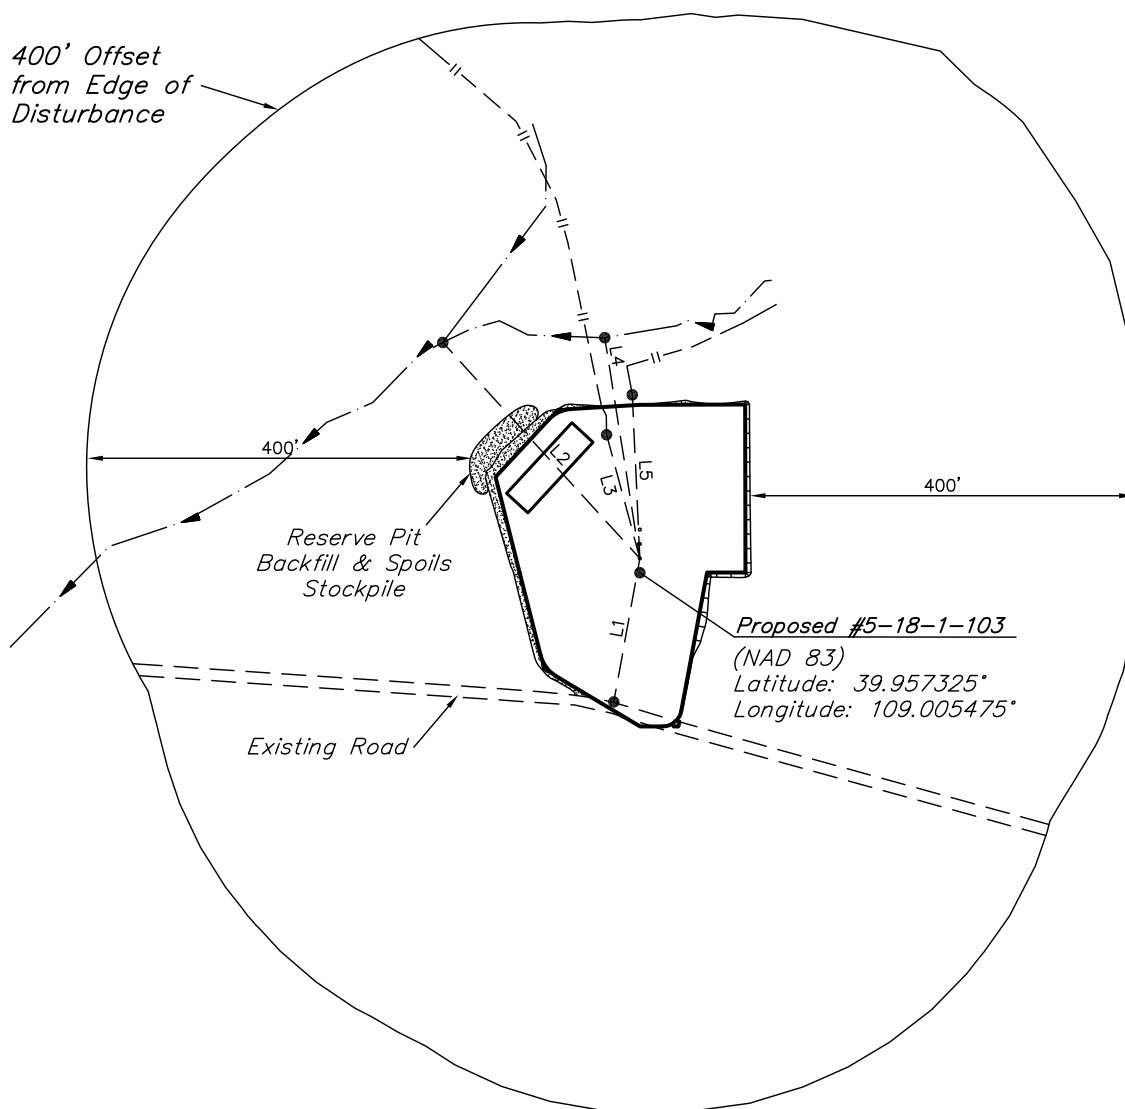 400' Offset
from Edge of
Disturbance
L4
400'
L2
L3
L5
400'
Reserve Pit
Backfill & Spoils
Stockpile
L1
Proposed #5-18-1-103
(NAD 83)
Latitude: 39.957325°
Longitude: 109.005475°
Existing Road